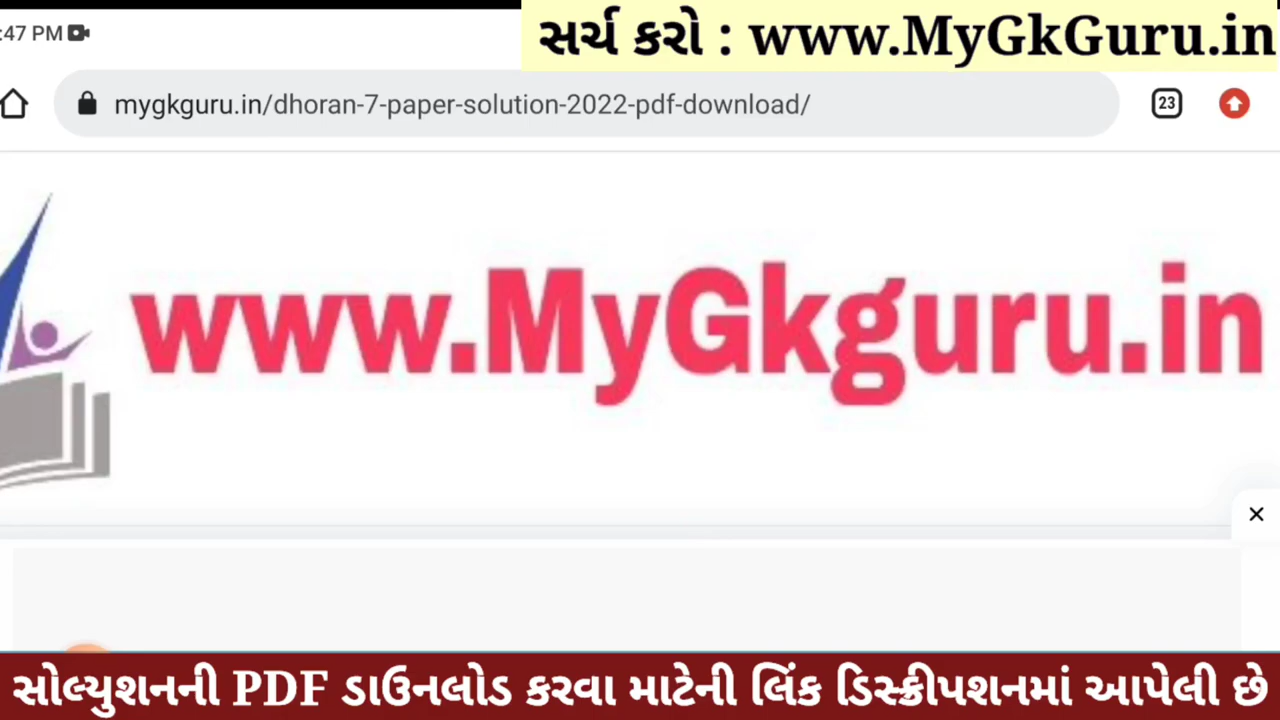 :47 PM
સર્ચ કરો : www.MyGkGuru.in
mygkguru.in/dhoran-7-paper-solution-2022-pdf-download/
23
www.MyGkguru.in
સોલ્યુશનની PDF ડાઉનલોડ કરવા માટેની લિંક ડિસ્ક્રીપશનમાં આપેલી છે